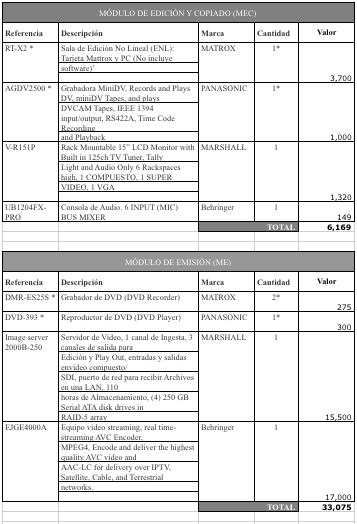 MÓDULO DE EDICIÓN Y COPIADO (MEC)
Referencia Descripción Marca Cantidad Valor
RT-X2 * Sala de Edición No Lineal (ENL): MATROX 1*
Tarjeta Mattrox y PC (No incluye
software)¹
3,700
AGDV2500 * Grabadora MiniDV, Records and Plays PANASONIC 1*
DV, miniDV Tapes, and plays
DVCAM Tapes, IEEE 1394
input/output, RS422A, Time Code
Recording
and Playback 1,000
V-R151P Rack Mountable 15" LCD Monitor with MARSHALL 1
Built in 125ch TV Tuner, Tally
Light and Audio Only 6 Rackspaces
high, 1 COMPUESTO, 1 SUPER
VIDEO, 1 VGA
1,320
UB1204FX- Consola de Audio. 6 INPUT (MIC) Behringer 1
PRO BUS MIXER 149
TOTAL 6,169
MÓDULO DE EMISIÓN (ME)
Referencia Descripción Marca Cantidad Valor
DMR-ES25S * Grabador de DVD (DVD Recorder) MATROX 2*
275
DVD-393 * Reproductor de DVD (DVD Player) PANASONIC 1*
300
Image server Servidor de Video, 1 canal de Ingesta, 3 MARSHALL 1
2000B-250 canales de salida para
Edición y Play Out, entradas y salidas
envideo compuesto/
SDI, puerto de red para recibir Archivos
en una LAN, 110
horas de Almacenamiento, (4) 250 GB
Serial ATA disk drives in
RAID-5 array 15,500
EJGE4000A Equipo video streaming, real time- Behringer 1
streaming AVC Encoder,
MPEG4, Encode and deliver the highest
quality AVC video and
AAC-LC for delivery over IPTV,
Satellite, Cable, and Terrestrial
networks.
17,000
TOTAL 33,075